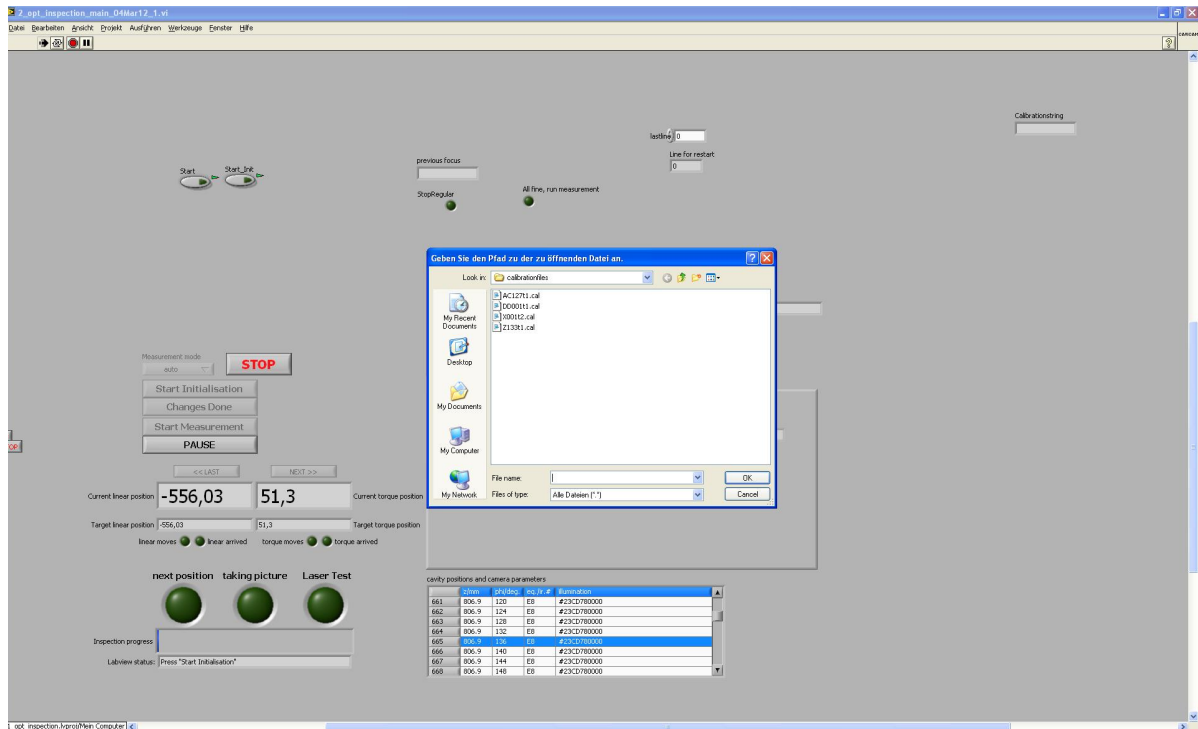 2_opt_inspection_main_04Mar12_1.vi
Datei Bearbeiten Ansicht Projekt Ausführen Werkzeuge Fenster Hilfe
Calibrationstring
lastline 0
Line for restart
0
previous focus
Start
Start_Init
StopRegular
All fine, run measurement
Geben Sie den Pfad zu der zu öffnenden Datei an.
Look in: calibrationfiles
AC127t1.cal
DD001t1.cal
X001t2.cal
Z133t1.cal
My Recent Documents
Desktop
My Documents
My Computer
My Network
File name:
OK
Files of type: Alle Dateien (*.*)
Cancel
Measurement mode
auto
STOP
Start Initialisation
Changes Done
Start Measurement
PAUSE
<< LAST
NEXT >>
Current linear position -556,03 51,3 Current torque position
Target linear position -556,03 51,3 Target torque position
linear moves linear arrived torque moves torque arrived
next position taking picture Laser Test
Inspection progress
Labview status: Press "Start Initialisation"
cavity positions and camera parameters
z/mm phi/deg. eq./ir.# illumination
661 806.9 120 E8 #23CD780000
662 806.9 124 E8 #23CD780000
663 806.9 128 E8 #23CD780000
664 806.9 132 E8 #23CD780000
665 806.9 136 E8 #23CD780000
666 806.9 140 E8 #23CD780000
667 806.9 144 E8 #23CD780000
668 806.9 148 E8 #23CD780000
1_opt_inspection.lvproj/Mein Computer